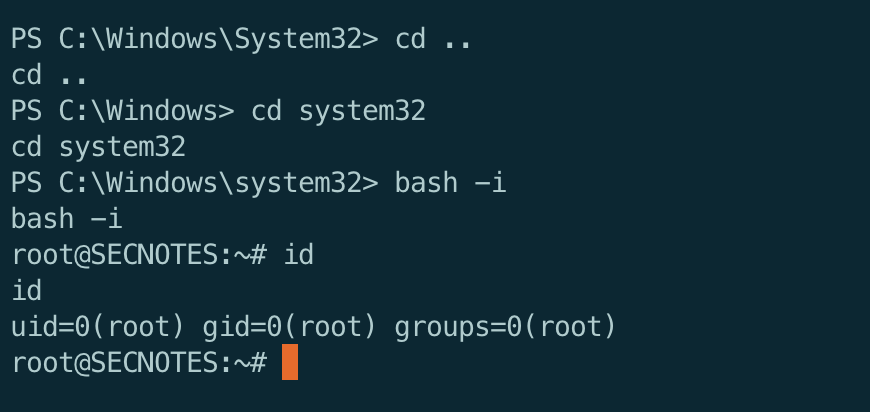 PS C:\Windows\System32> cd ..
cd ..
PS C:\Windows> cd system32
cd system32
PS C:\Windows\system32> bash -i
bash -i
root@SECNOTES:~# id
id
uid=0(root) gid=0(root) groups=0(root)
root@SECNOTES:~#